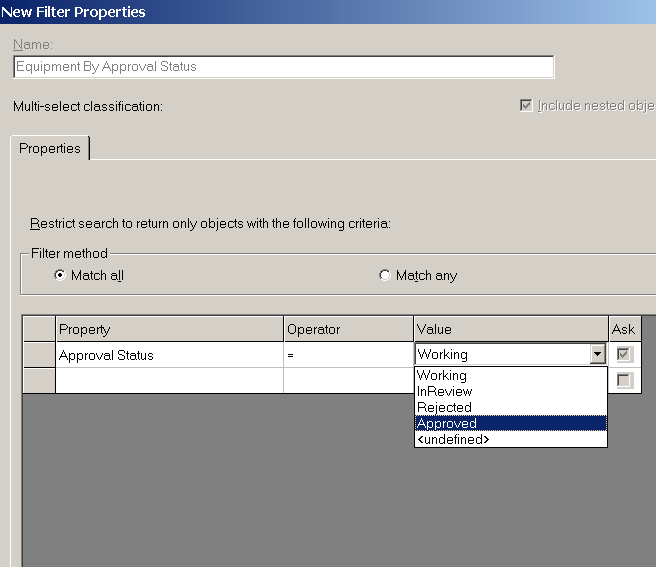 New Filter Properties
Name:
Equipment By Approval Status
Multi-select classification:
Include nested obje
Properties
Restrict search to return only objects with the following criteria:
Filter method
Match all
Match any
Property Operator Value Ask
Approval Status = Working
Working
InReview
Rejected
Approved
<undefined>